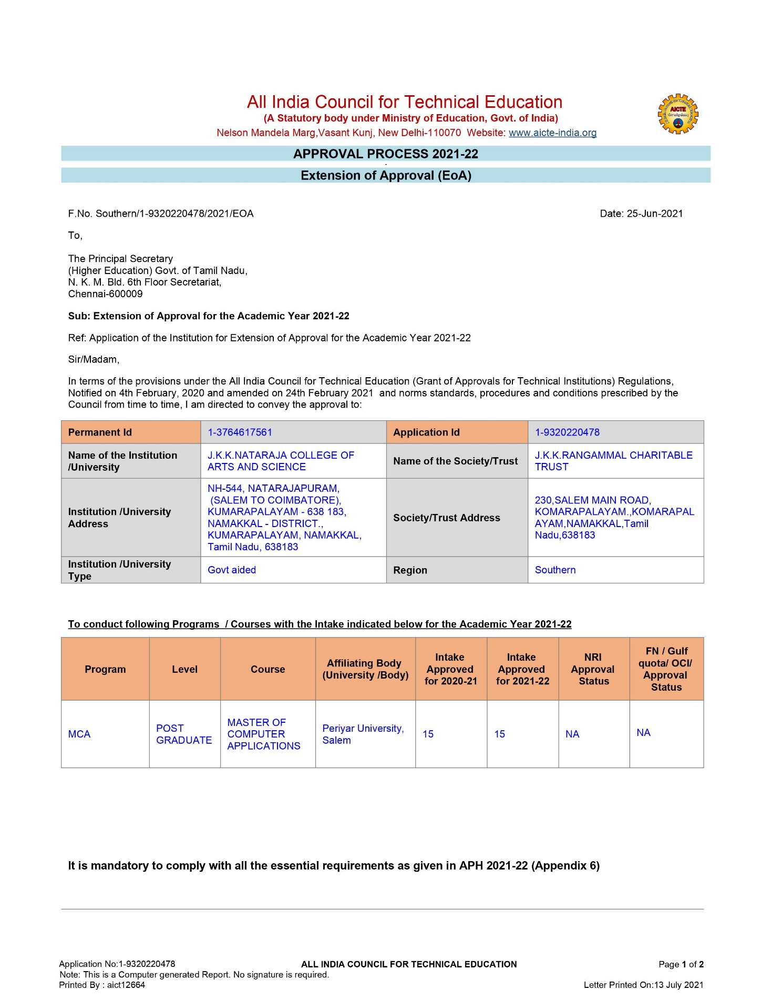 All India Council for Technical Education
(A Statutory body under Ministry of Education, Govt. of India)
Nelson Mandela Marg,Vasant Kunj, New Delhi-110070  Website: www.aicte-india.org
AICTE
APPROVAL PROCESS 2021-22
-
Extension of Approval (EoA)
F.No. Southern/1-9320220478/2021/EOA Date: 25-Jun-2021
To,
The Principal Secretary
(Higher Education) Govt. of Tamil Nadu,
N. K. M. Bld. 6th Floor Secretariat,
Chennai-600009
Sub: Extension of Approval for the Academic Year 2021-22
Ref: Application of the Institution for Extension of Approval for the Academic Year 2021-22
Sir/Madam,
In terms of the provisions under the All India Council for Technical Education (Grant of Approvals for Technical Institutions) Regulations,
Notified on 4th February, 2020 and amended on 24th February 2021  and norms standards, procedures and conditions prescribed by the
Council from time to time, I am directed to convey the approval to:
Permanent Id
1-3764617561
Application Id
1-9320220478
Name of the Institution
/University
J.K.K.NATARAJA COLLEGE OF
ARTS AND SCIENCE
Name of the Society/Trust
J.K.K.RANGAMMAL CHARITABLE
TRUST
Institution /University
Address
NH-544, NATARAJAPURAM,
(SALEM TO COIMBATORE),
KUMARAPALAYAM - 638 183,
NAMAKKAL - DISTRICT.,
KUMARAPALAYAM, NAMAKKAL,
Tamil Nadu, 638183
Society/Trust Address
230,SALEM MAIN ROAD,
KOMARAPALAYAM.,KOMARAPAL
AYAM,NAMAKKAL,Tamil
Nadu,638183
Institution /University
Type
Govt aided
Region
Southern
To conduct following Programs  / Courses with the Intake indicated below for the Academic Year 2021-22
Program
Level
Course
Affiliating Body
(University /Body)
Intake
Approved
for 2020-21
Intake
Approved
for 2021-22
NRI
Approval
Status
FN / Gulf
quota/ OCI/
Approval
Status
MCA
POST
GRADUATE
MASTER OF
COMPUTER
APPLICATIONS
Periyar University,
Salem
15
15
NA
NA
It is mandatory to comply with all the essential requirements as given in APH 2021-22 (Appendix 6)
Application No:1-9320220478 ALL INDIA COUNCIL FOR TECHNICAL EDUCATION Page 1 of 2
Note: This is a Computer generated Report. No signature is required.
Printed By : aict12664 Letter Printed On:13 July 2021